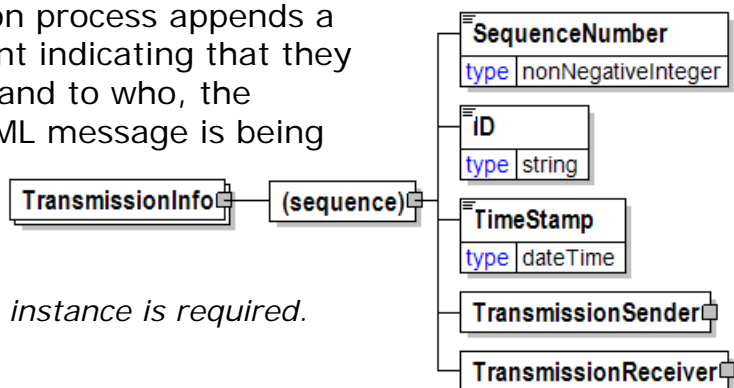 on process appends a
nt indicating that they
and to who, the
ML message is being
instance is required.
TransmissionInfo
(sequence)
SequenceNumber
type nonNegativeInteger
ID
type string
TimeStamp
type dateTime
TransmissionSender
TransmissionReceiver